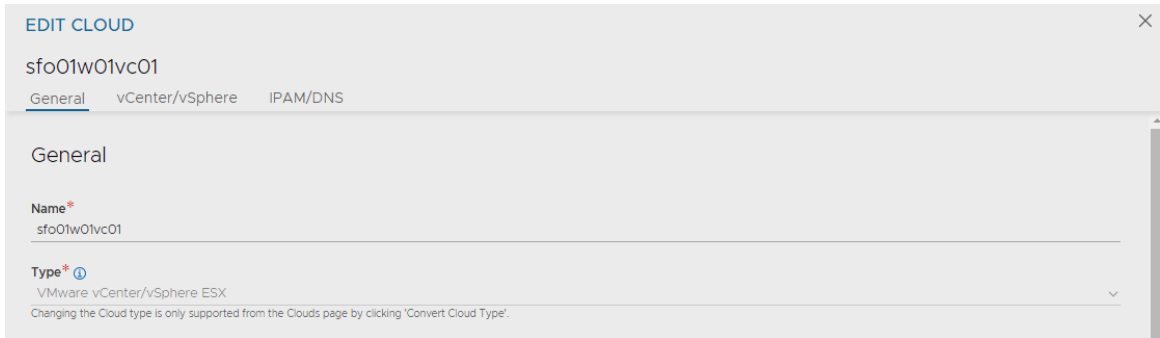 EDIT CLOUD
sfo01w01vc01
General vCenter/vSphere IPAM/DNS
General
Name*
sfo01w01vc01
Type*
VMware vCenter/vSphere ESX
Changing the Cloud type is only supported from the Clouds page by clicking 'Convert Cloud Type'.